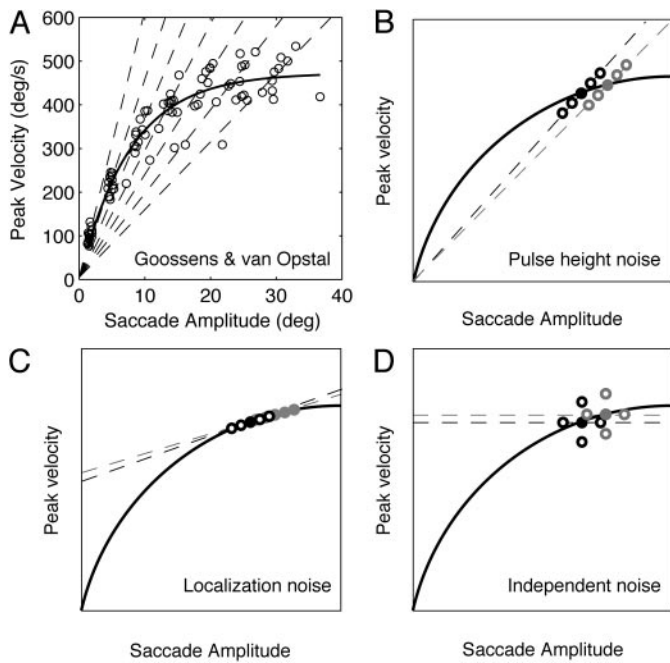 A
Peak Velocity (deg/s)
600
500
400
300
200
100
0
0 10 20 30 40
Goossens & van Opstal
Saccade Amplitude (deg)
B
Peak velocity
Pulse height noise
Saccade Amplitude
C
Peak velocity
Localization noise
Saccade Amplitude
D
Peak velocity
Independent noise
Saccade Amplitude